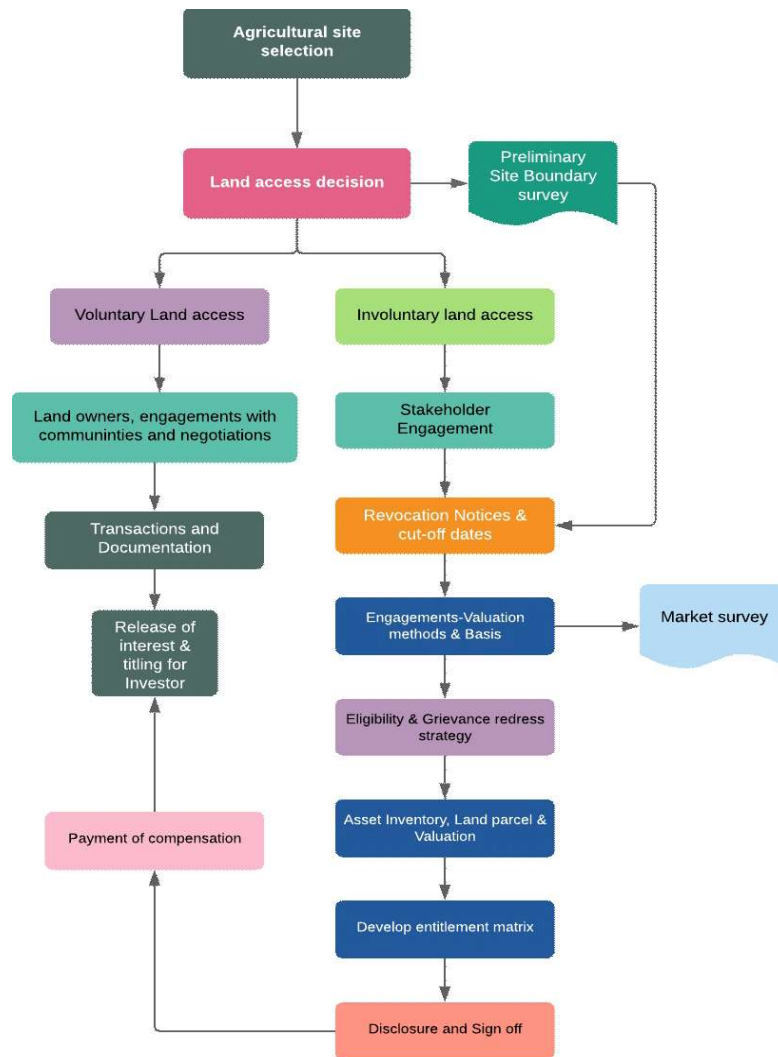 Agricultural site
selection
Land access decision
Preliminary
Site Boundary
survey
Voluntary Land access
Involuntary land access
Land owners, engagements with
communinties and negotiations
Stakeholder
Engagement
Transactions and
Documentation
Revocation Notices &
cut-off dates
Release of
interest &
titling for
Investor
Engagements-Valuation
methods & Basis
Market survey
Eligibility & Grievance redress
strategy
Payment of compensation
Asset Inventory, Land parcel &
Valuation
Develop entitlement matrix
Disclosure and Sign off